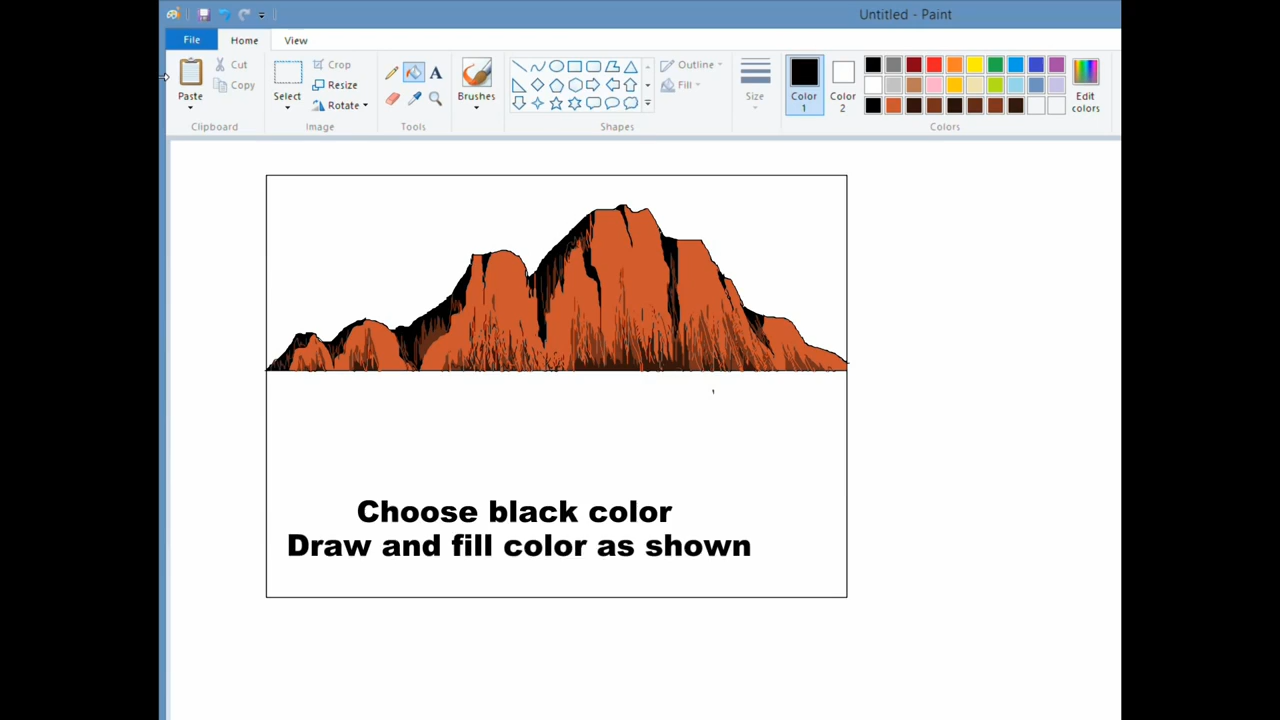 Untitled - Paint
File Home View
Paste
Cut
Copy
Clipboard
Select
Crop
Resize
Rotate
Image
A
Tools
Brushes
Shapes
Outline
Fill
Size
Color 1
Color 2
Colors
Edit colors
Choose black color
Draw and fill color as shown